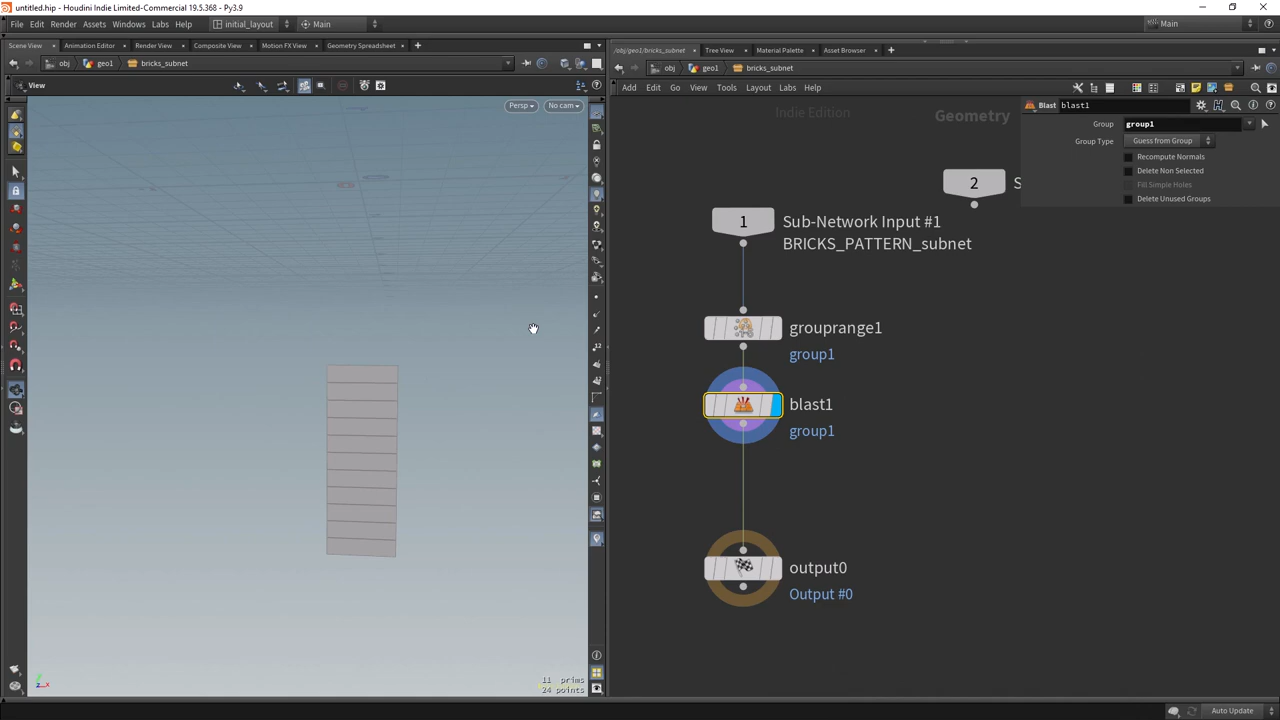 untitled.hip - Houdini Indie Limited-Commercial 19.5.368 - Py3.9
File Edit Render Assets Windows Labs Help
initial_layout
Main
Main
Scene View Animation Editor Render View Composite View Motion FX View Geometry Spreadsheet
/obj/geo1/bricks_subnet Tree View Material Palette Asset Browser
obj geo1 bricks_subnet
obj geo1 bricks_subnet
View
Add Edit Go View Tools Layout Labs Help
Persp
No cam
Indie Edition
Geometry
Blast blast1
Group group1
Group Type Guess from Group
Recompute Normals
Delete Non Selected
Fill Simple Holes
Delete Unused Groups
2
S
1
Sub-Network Input #1
BRICKS_PATTERN_subnet
grouprange1
group1
blast1
group1
output0
Output #0
11 prims
24 points
Auto Update